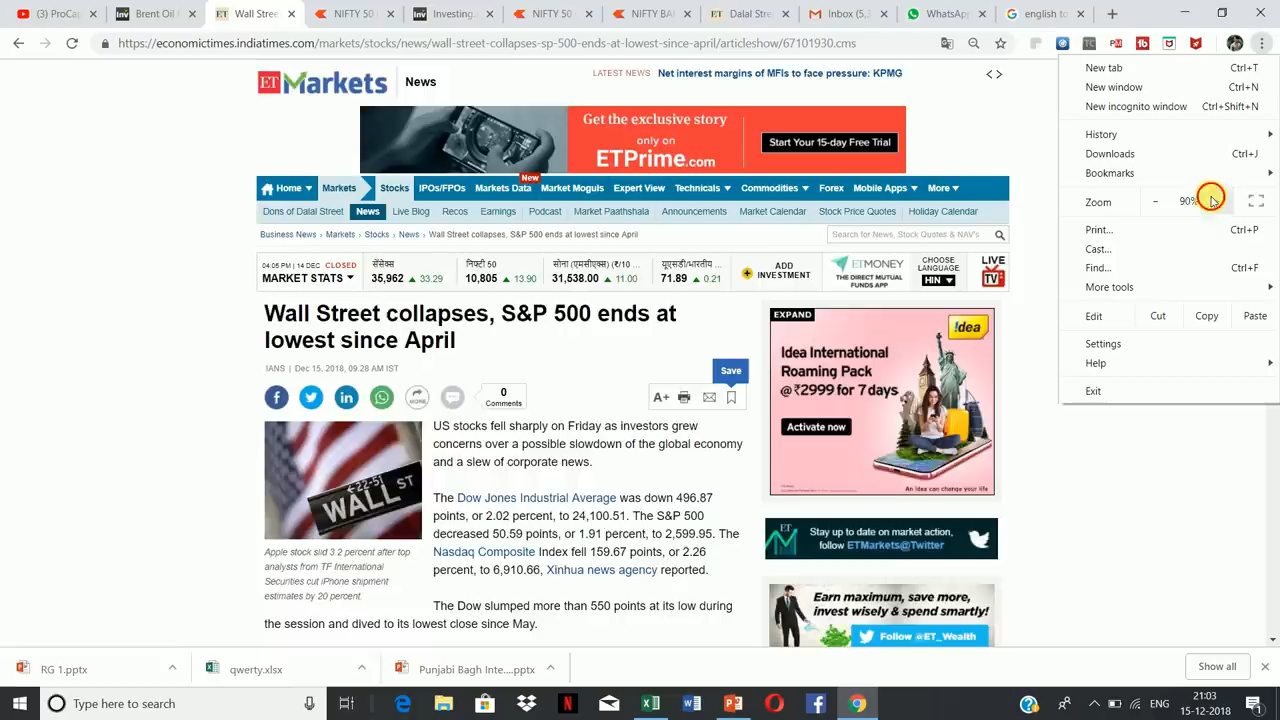 ProCap
Brent Oil F
Wall Street
NIFTY 50
Investing.
NIFTY 50
NIFTY BA
Dalal Stre
Inbox (5,3
WhatsApp
english to
https://economictimes.indiatimes.com/market/stocks/news/wall-street-collapses-sp-500-ends-at-lowest-since-april/articleshow/67101930.cms
ET Markets News
LATEST NEWS Net interest margins of MFIs to face pressure: KPMG
Get the exclusive story
only on
ETPrime.com
Start Your 15-day Free Trial
New
Home Markets Stocks IPOs/FPOs Markets Data Market Moguls Expert View Technicals Commodities Forex Mobile Apps More
Dons of Dalal Street News Live Blog Recos Earnings Podcast Market Paathshala Announcements Market Calendar Stock Price Quotes Holiday Calendar
Business News › Markets › Stocks › News › Wall Street collapses, S&P 500 ends at lowest since April
Search for News, Stock Quotes & NAV's
04:05 PM | 14 DEC CLOSED
MARKET STATS
सेंसेक्स
35,962 33.29
निफ्टी 50
10,805 13.90
सोना (एमसीएक्स) (₹/10 ...
31,538.00 11.00
यूएसडी/भारतीय ...
71.89 0.21
ADD
INVESTMENT
ETMONEY
THE DIRECT MUTUAL
FUNDS APP
CHOOSE
LANGUAGE
HIN
LIVE
TV
Wall Street collapses, S&P 500 ends at
lowest since April
IANS | Dec 15, 2018, 09.28 AM IST
Save
MORE
0
Comments
A+
US stocks fell sharply on Friday as investors grew
concerns over a possible slowdown of the global economy
and a slew of corporate news.
The Dow Jones Industrial Average was down 496.87
points, or 2.02 percent, to 24,100.51. The S&P 500
decreased 50.59 points, or 1.91 percent, to 2,599.95. The
Nasdaq Composite Index fell 159.67 points, or 2.26
percent, to 6,910.66, Xinhua news agency reported.
WALL ST
Apple stock slid 3.2 percent after top
analysts from TF International
Securities cut iPhone shipment
estimates by 20 percent.
The Dow slumped more than 550 points at its low during
the session and dived to its lowest close since May.
EXPAND
!dea
Idea International
Roaming Pack
@ ₹2999 for 7 days
Activate now
An Idea can change your life
ET
Stay up to date on market action,
follow ETMarkets@Twitter
Earn maximum, save more,
invest wisely & spend smartly!
Follow @ET_Wealth
New tab Ctrl+T
New window Ctrl+N
New incognito window Ctrl+Shift+N
History
Downloads Ctrl+J
Bookmarks
Zoom − 90%
Print... Ctrl+P
Cast...
Find... Ctrl+F
More tools
Edit Cut Copy Paste
Settings
Help
Exit
RG 1.pptx
qwerty.xlsx
Punjabi Bagh Inte....pptx
Show all
Type here to search
ENG
21:03
15-12-2018